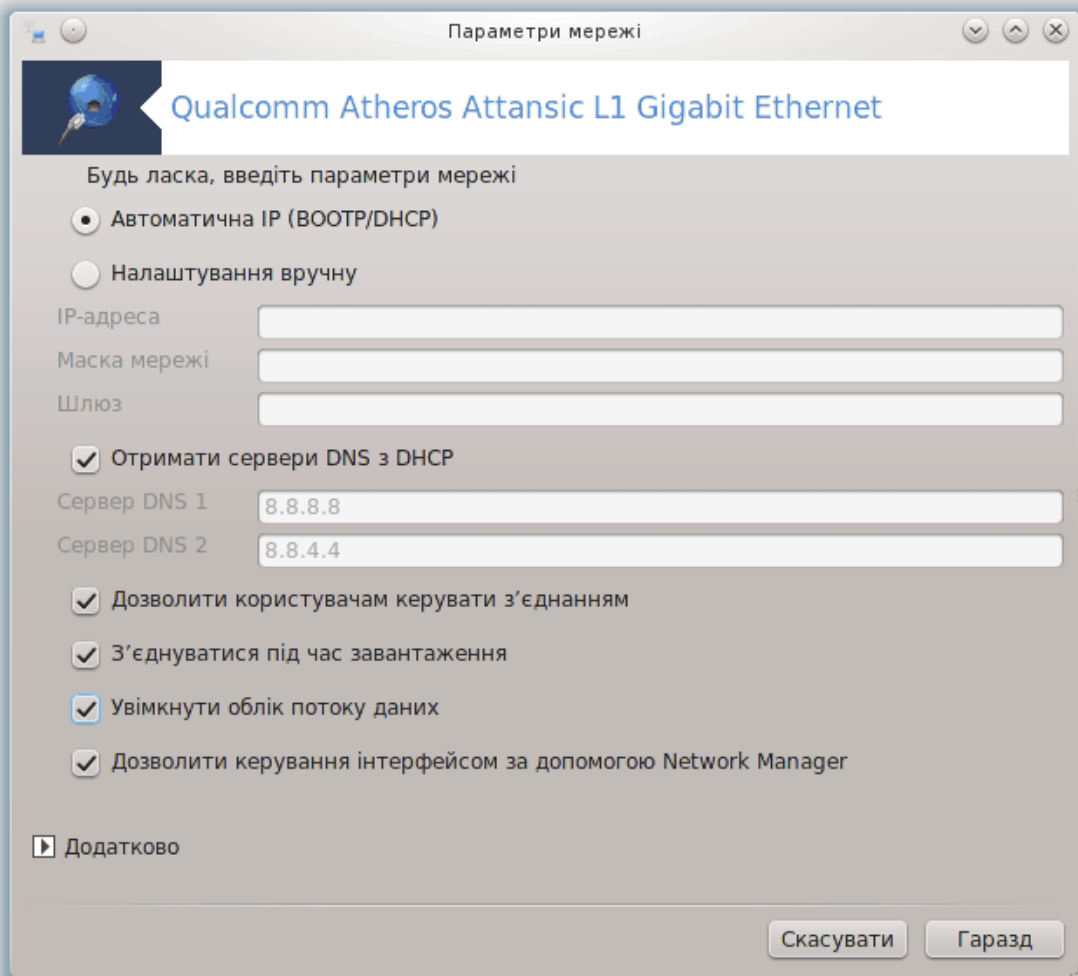 Параметри мережі
Qualcomm Atheros Attansic L1 Gigabit Ethernet
Будь ласка, введіть параметри мережі
Автоматична IP (BOOTP/DHCP)
Налаштування вручну
IP-адреса
Маска мережі
Шлюз
Отримати сервери DNS з DHCP
Сервер DNS 1 8.8.8.8
Сервер DNS 2 8.8.4.4
Дозволити користувачам керувати з’єднанням
З’єднуватися під час завантаження
Увімкнути облік потоку даних
Дозволити керування інтерфейсом за допомогою Network Manager
Додатково
Скасувати Гаразд